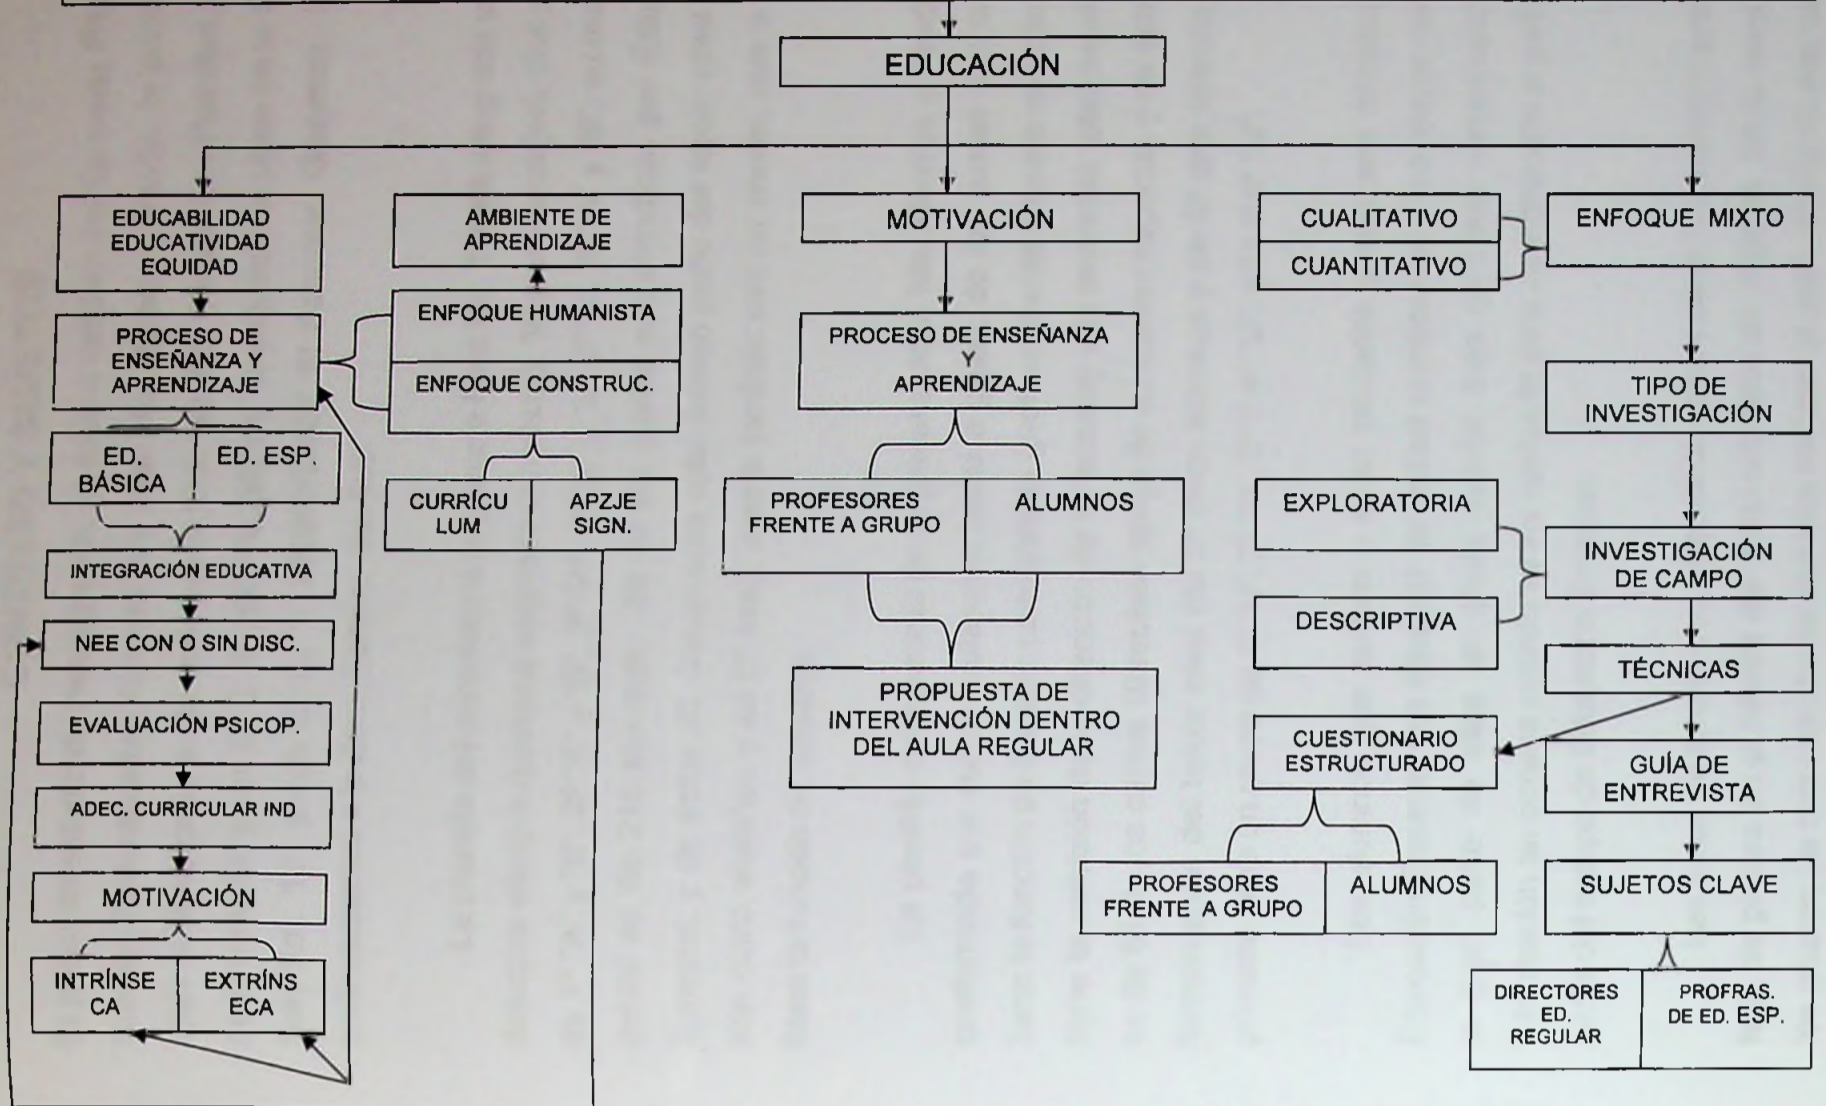 EDUCACIÓN
EDUCABILIDAD
EDUCATIVIDAD
EQUIDAD
PROCESO DE
ENSEÑANZA Y
APRENDIZAJE
ED.
BÁSICA
ED. ESP.
INTEGRACIÓN EDUCATIVA
NEE CON O SIN DISC.
EVALUACIÓN PSICOP.
ADEC. CURRICULAR IND
MOTIVACIÓN
INTRÍNSE
CA
EXTRÍNS
ECA
AMBIENTE DE
APRENDIZAJE
ENFOQUE HUMANISTA
ENFOQUE CONSTRUC.
CURRÍCU
LUM
APZJE
SIGN.
MOTIVACIÓN
PROCESO DE ENSEÑANZA
Y
APRENDIZAJE
PROFESORES
FRENTE A GRUPO
ALUMNOS
PROPUESTA DE
INTERVENCIÓN DENTRO
DEL AULA REGULAR
CUALITATIVO
CUANTITATIVO
ENFOQUE MIXTO
TIPO DE
INVESTIGACIÓN
EXPLORATORIA
DESCRIPTIVA
INVESTIGACIÓN
DE CAMPO
TÉCNICAS
CUESTIONARIO
ESTRUCTURADO
PROFESORES
FRENTE A GRUPO
ALUMNOS
GUÍA DE
ENTREVISTA
SUJETOS CLAVE
DIRECTORES
ED.
REGULAR
PROFRAS.
DE ED. ESP.